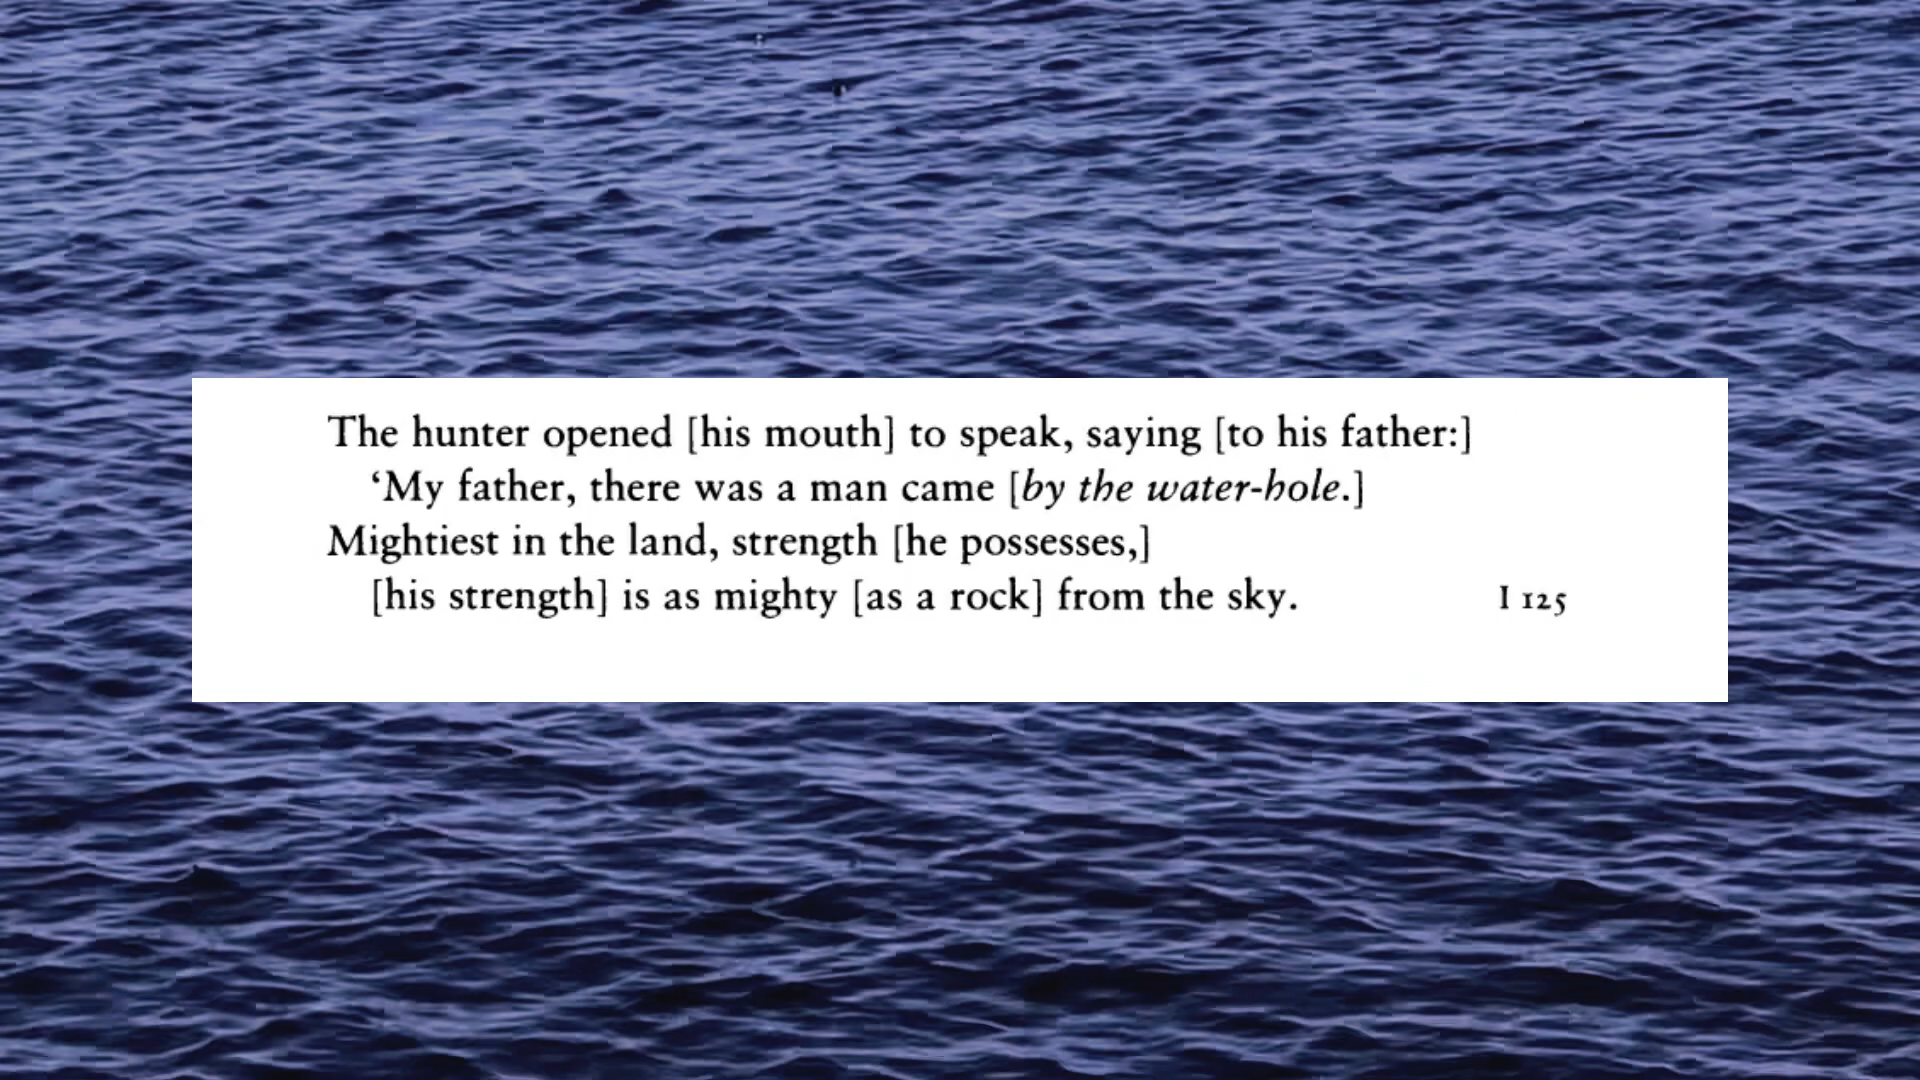 The hunter opened [his mouth] to speak, saying [to his father:]
‘My father, there was a man came [by the water-hole.]
Mightiest in the land, strength [he possesses,]
[his strength] is as mighty [as a rock] from the sky. I 125